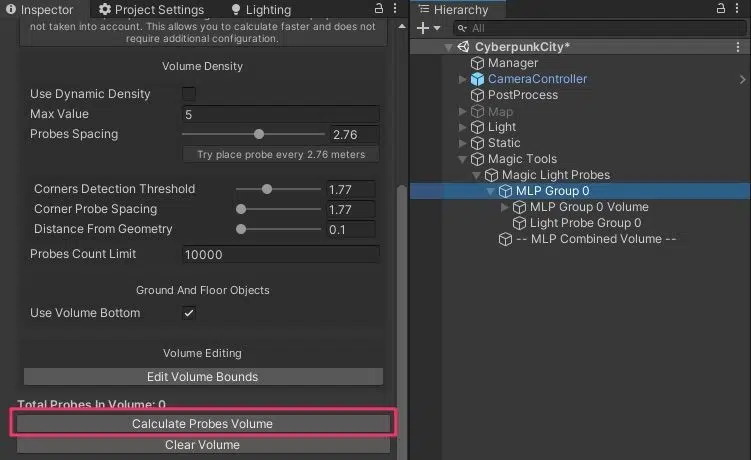 Inspector
Project Settings
Lighting
not taken into account. This allows you to calculate faster and does not
require additional configuration.
Volume Density
Use Dynamic Density
Max Value
5
Probes Spacing
2.76
Try place probe every 2.76 meters
Corners Detection Threshold
1.77
Corner Probe Spacing
1.77
Distance From Geometry
0.1
Probes Count Limit
10000
Ground And Floor Objects
Use Volume Bottom
Volume Editing
Edit Volume Bounds
Total Probes In Volume: 0
Calculate Probes Volume
Clear Volume
Hierarchy
All
CyberpunkCity*
Manager
CameraController
PostProcess
Map
Light
Static
Magic Tools
Magic Light Probes
MLP Group 0
MLP Group 0 Volume
Light Probe Group 0
-- MLP Combined Volume --